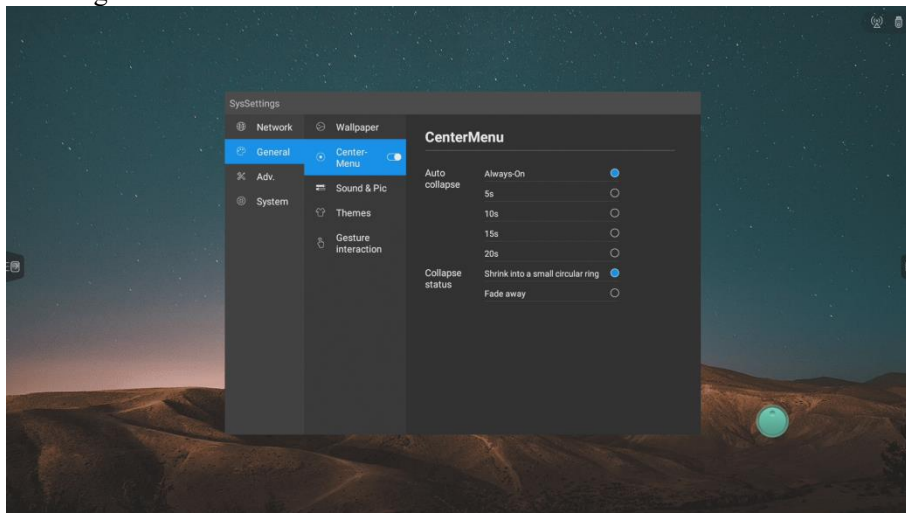 SysSettings
Network
General
Adv.
System
Wallpaper
Center-
Menu
Sound & Pic
Themes
Gesture
interaction
CenterMenu
Auto
collapse
Always-On
5s
10s
15s
20s
Collapse
status
Shrink into a small circular ring
Fade away